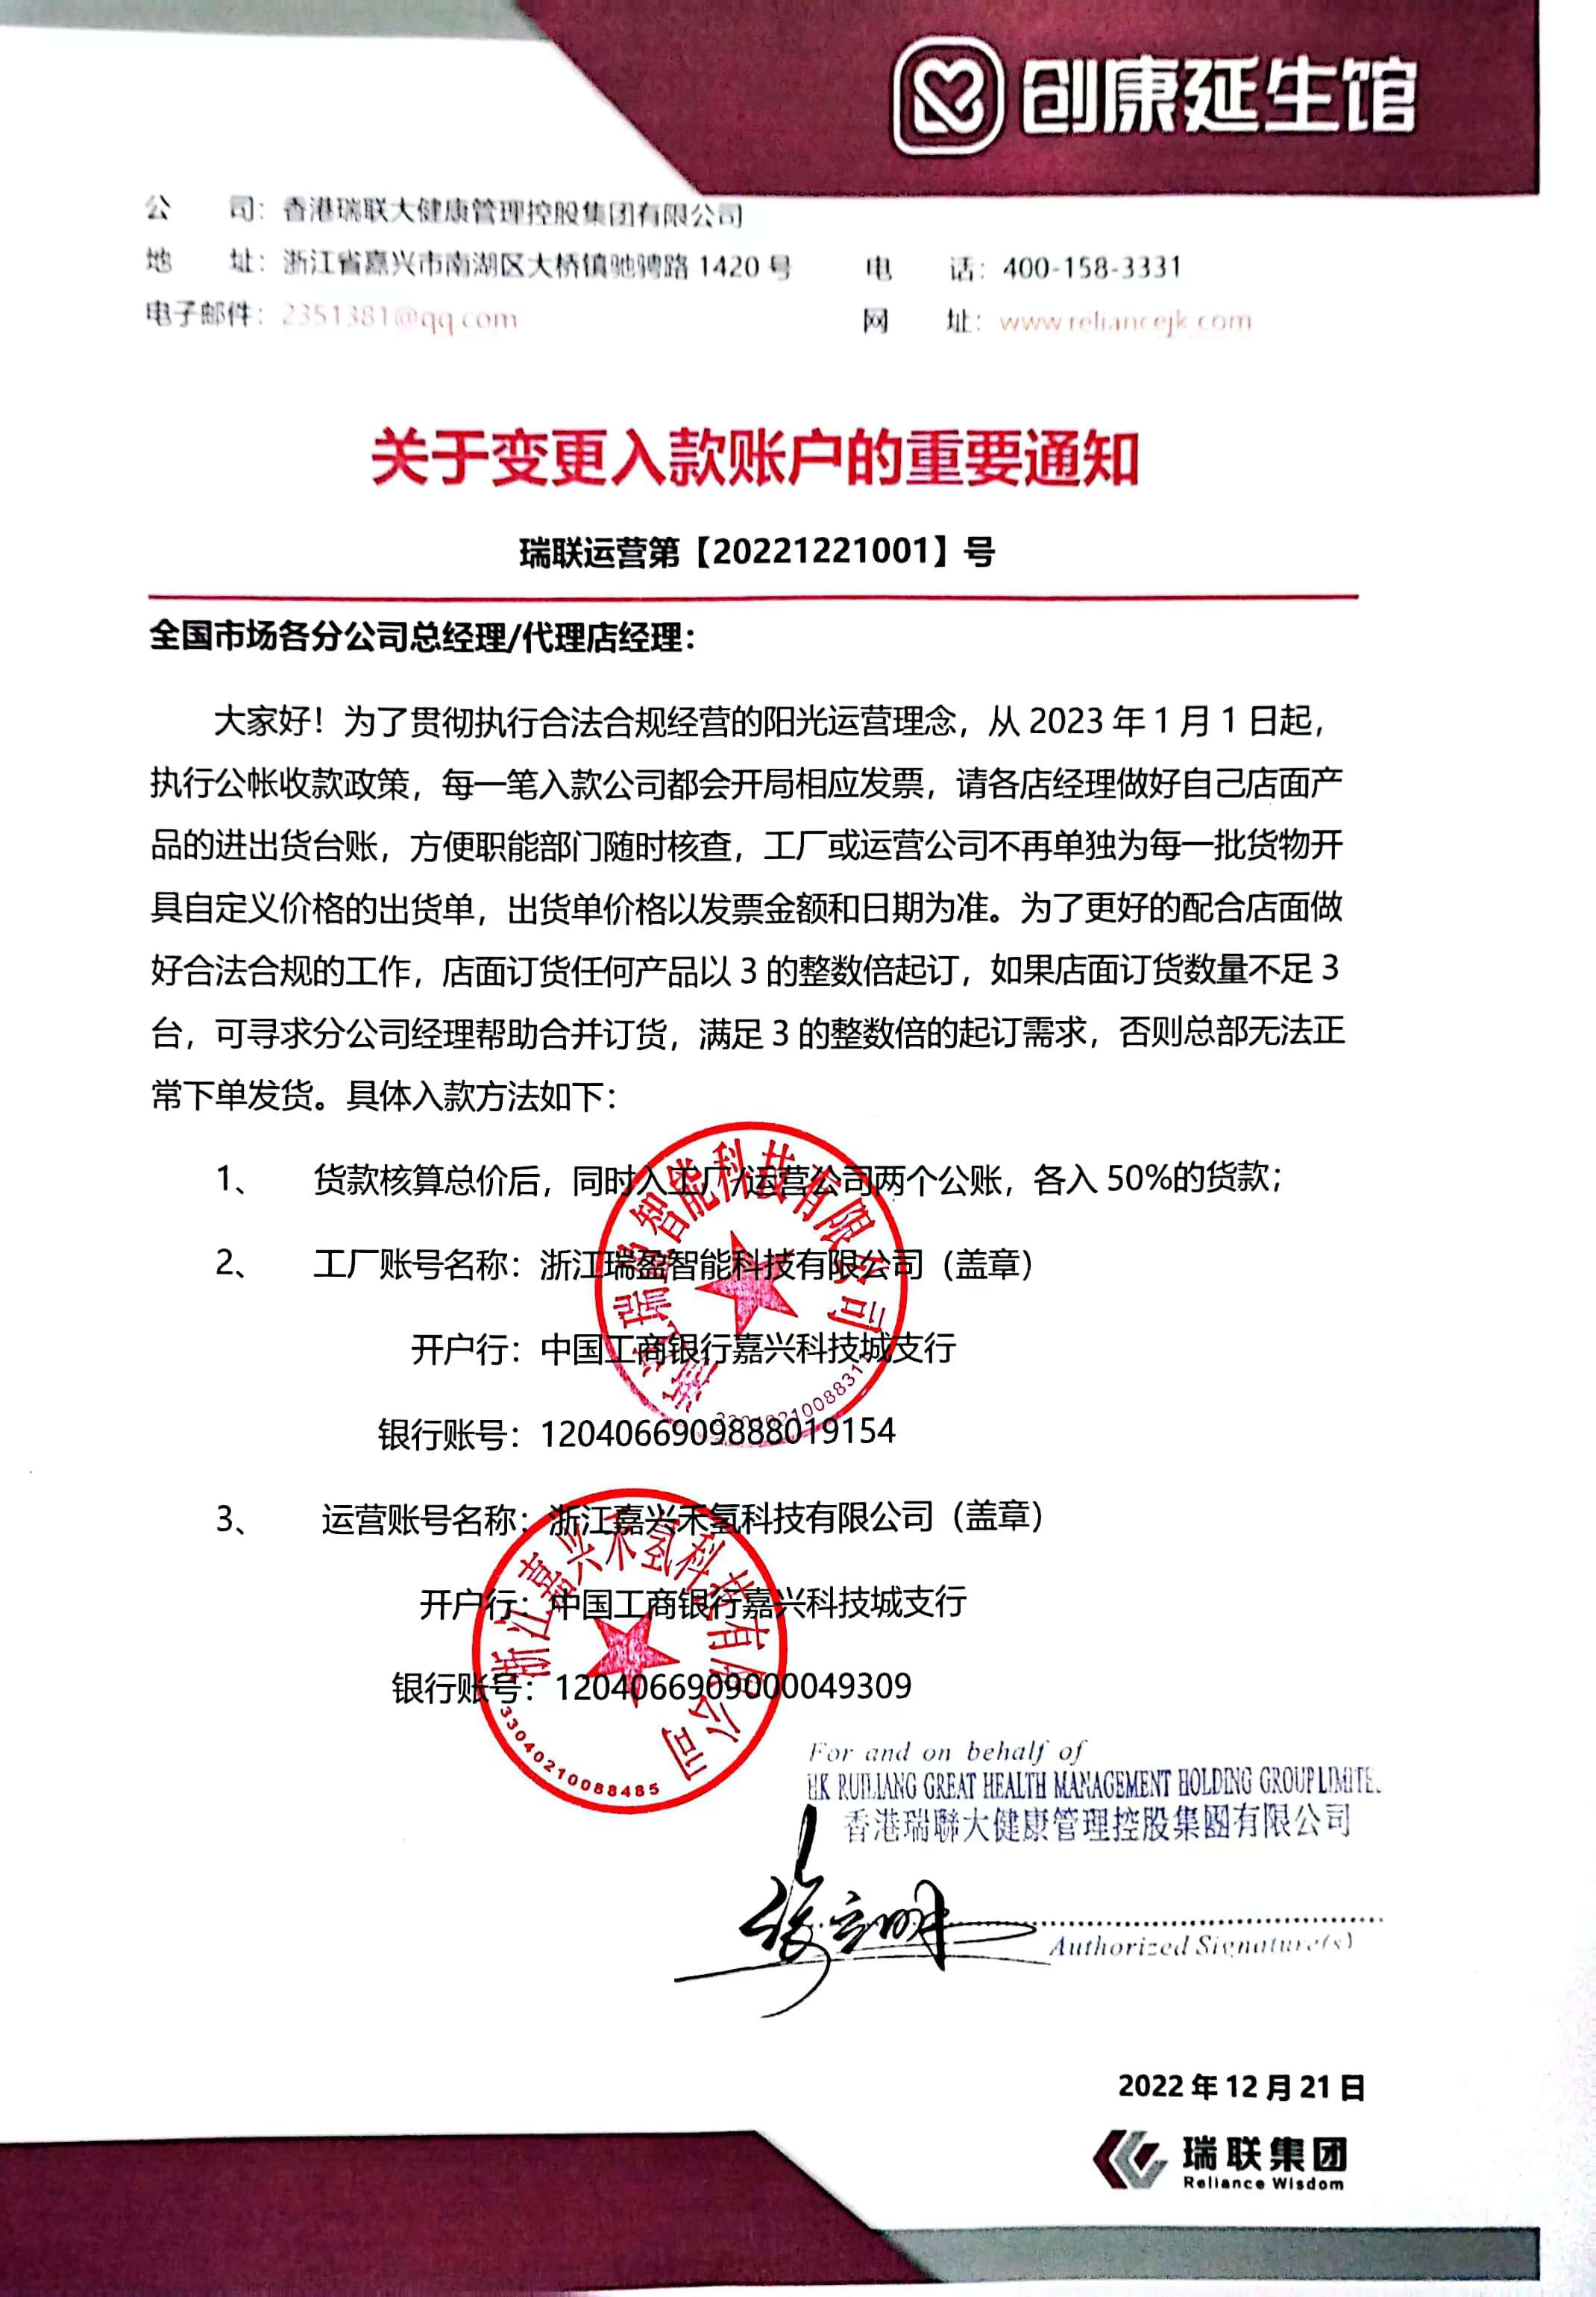 创康延生馆
公 司：香港瑞联大健康管理控股集团有限公司
地 址：浙江省嘉兴市南湖区大桥镇驰骋路 1420 号 电 话：400-158-3331
电子邮件：2351381@qq.com 网 址：www.reliancejk.com
关于变更入款账户的重要通知
瑞联运营第【20221221001】号
全国市场各分公司总经理/代理店经理：
大家好！为了贯彻执行合法合规经营的阳光运营理念，从 2023 年 1 月 1 日起，
执行公帐收款政策，每一笔入款公司都会开局相应发票，请各店经理做好自己店面产
品的进出货台账，方便职能部门随时核查，工厂或运营公司不再单独为每一批货物开
具自定义价格的出货单，出货单价格以发票金额和日期为准。为了更好的配合店面做
好合法合规的工作，店面订货任何产品以 3 的整数倍起订，如果店面订货数量不足 3
台，可寻求分公司经理帮助合并订货，满足 3 的整数倍的起订需求，否则总部无法正
常下单发货。具体入款方法如下：
1、 货款核算总价后，同时入工厂/运营公司两个公账，各入 50%的货款；
2、 工厂账号名称：浙江瑞盈智能科技有限公司（盖章）
开户行：中国工商银行嘉兴科技城支行
银行账号：1204066909888019154
浙江瑞盈智能科技有限公司
3、 运营账号名称：浙江嘉兴禾氢科技有限公司（盖章）
开户行：中国工商银行嘉兴科技城支行
银行账号：1204066909000049309
浙江嘉兴禾氢科技有限公司
33040210088485
For and on behalf of
HK RUILIANG GREAT HEALTH MANAGEMENT HOLDING GROUP LIMITE
香港瑞聯大健康管理控股集團有限公司
Authorized Signature(s)
2022 年 12 月 21 日
瑞联集团
Reliance Wisdom